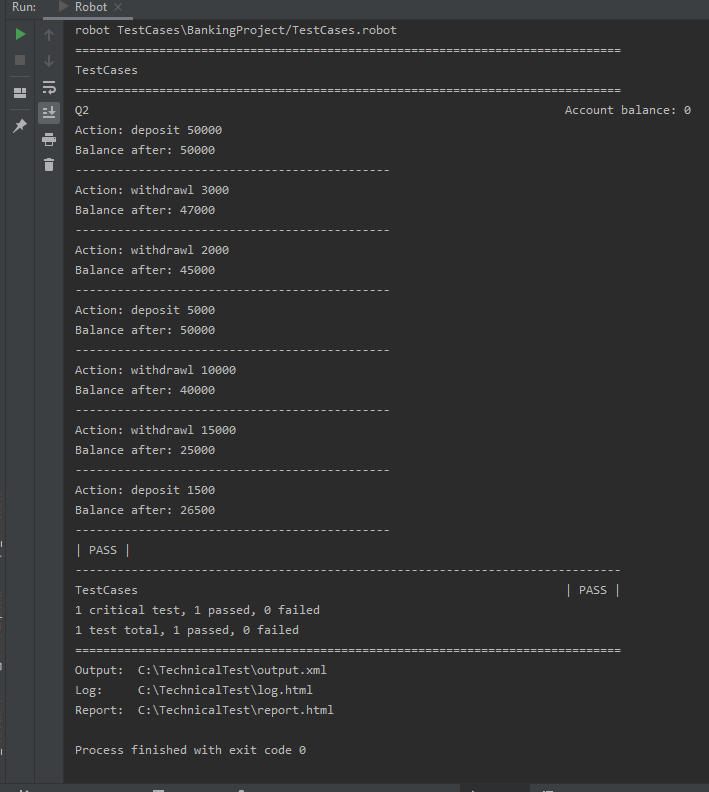 Run: Robot
robot TestCases\BankingProject/TestCases.robot
==============================================================================
TestCases
==============================================================================
Q2 Account balance: 0
Action: deposit 50000
Balance after: 50000
---------------------------------------------
Action: withdrawl 3000
Balance after: 47000
---------------------------------------------
Action: withdrawl 2000
Balance after: 45000
---------------------------------------------
Action: deposit 5000
Balance after: 50000
---------------------------------------------
Action: withdrawl 10000
Balance after: 40000
---------------------------------------------
Action: withdrawl 15000
Balance after: 25000
---------------------------------------------
Action: deposit 1500
Balance after: 26500
---------------------------------------------
| PASS |
------------------------------------------------------------------------------
TestCases | PASS |
1 critical test, 1 passed, 0 failed
1 test total, 1 passed, 0 failed
==============================================================================
Output: C:\TechnicalTest\output.xml
Log: C:\TechnicalTest\log.html
Report: C:\TechnicalTest\report.html
Process finished with exit code 0